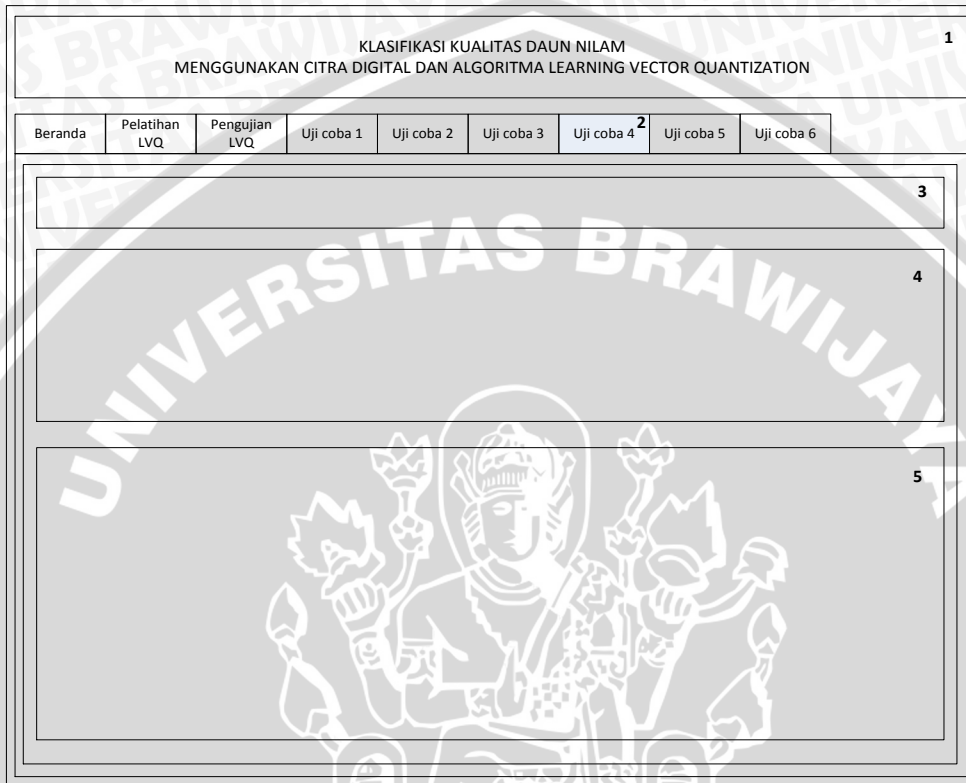 KLASIFIKASI KUALITAS DAUN NILAM
MENGGUNAKAN CITRA DIGITAL DAN ALGORITMA LEARNING VECTOR QUANTIZATION
1
Beranda
Pelatihan
LVQ
Pengujian
LVQ
Uji coba 1
Uji coba 2
Uji coba 3
Uji coba 4
2
Uji coba 5
Uji coba 6
3
4
5
UNIVERSITAS BRAWIJAYA